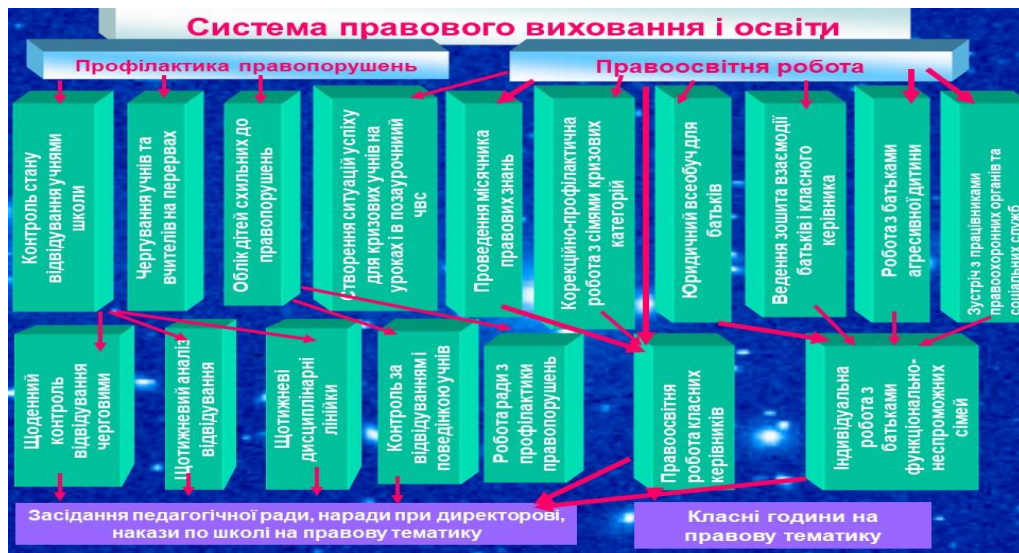 Система правового виховання і освіти
Профілактика правопорушень
Правоосвітня робота
Контроль стану
відвідування учнями
школи
Чергування учнів та
вчителів на перервах
Облік дітей схильних до
правопорушень
Створення ситуацій успіху
для кризових учнів на
уроках і в позаурочниий
чвс
Проведення місячника
правових знань
Корекційно-профілактична
робота з сім'ями кризових
категорій
Юридичний всеобуч для
батьків
Ведення зошита взаємодії
батьків і класного
керівника
Робота з батьками
агресивної дитини
Зустріч з працівниками
правоохоронних органів та
соціальних служб
Щоденний
контроль
відвідування
черговими
Щотижневий аналіз
відвідування
Щотижневі
дисциплінарні
лінійки
Контроль за
відвідуванням і
поведінкою учнів
Робота ради з
профілактики
правопорушень
Правоосвітня
робота класних
керівників
Індивідуальна
робота з
батьками
функціонально-
неспроможних
сімей
Засідання педагогічної ради, наради при директорові,
накази по школі на правову тематику
Класні години на
правову тематику